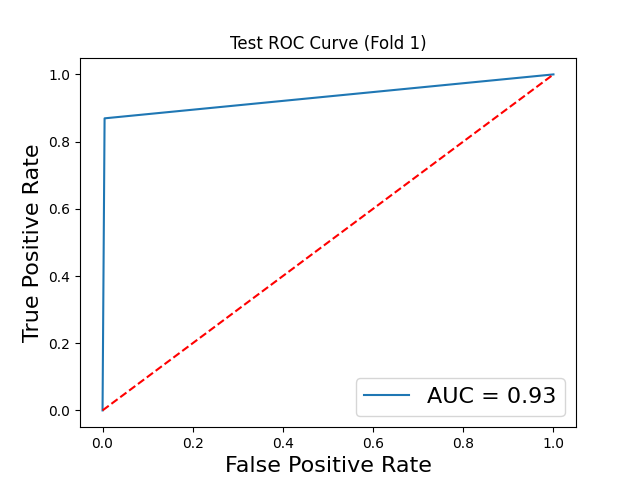 Test ROC Curve (Fold 1)
True Positive Rate
1.0
0.8
0.6
0.4
0.2
0.0
AUC = 0.93
0.0 0.2 0.4 0.6 0.8 1.0
False Positive Rate